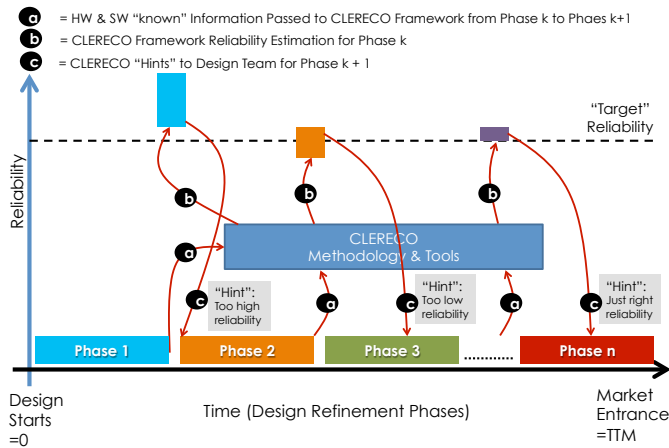 a = HW & SW “known” Information Passed to CLERECO Framework from Phase k to Phaes k+1
b = CLERECO Framework Reliability Estimation for Phase k
c = CLERECO “Hints” to Design Team for Phase k + 1
“Target”
Reliability
Reliability
b
b
b
CLERECO
Methodology & Tools
a
“Hint”:
Too high
reliability
“Hint”:
Too low
reliability
“Hint”:
Just right
reliability
c
a
c
a
c
Phase 1
Phase 2
Phase 3
..........
Phase n
Design
Starts
=0
Time (Design Refinement Phases)
Market
Entrance
=TTM